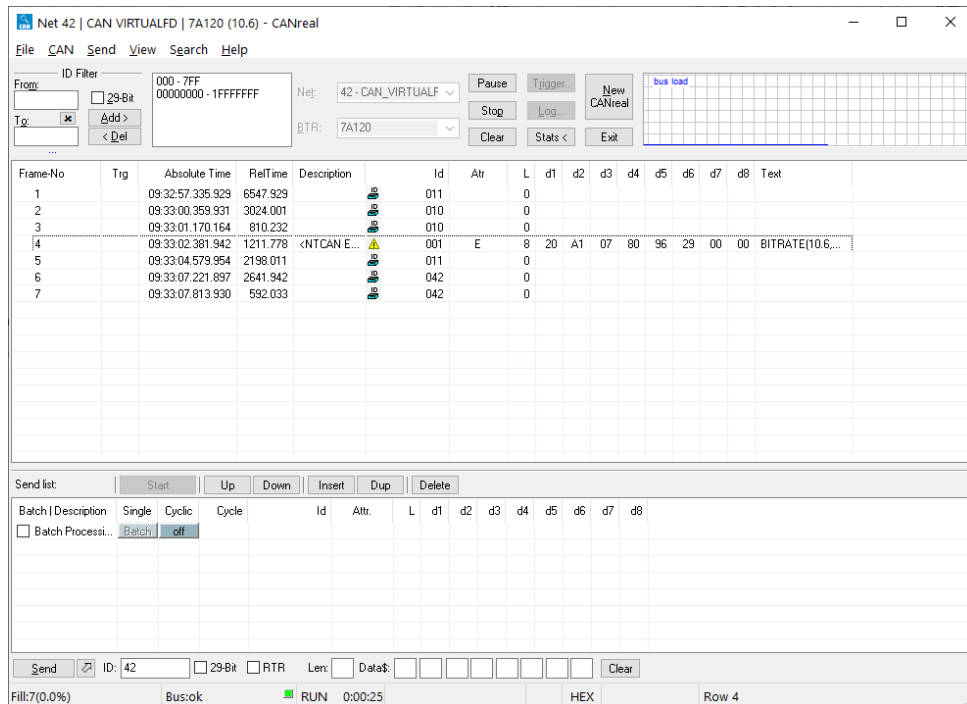 Net 42 | CAN VIRTUALFD | 7A120 (10.6) - CANreal
File CAN Send View Search Help
ID Filter
From:
29-Bit
To:
Add >
< Del
...
000 - 7FF
00000000 - 1FFFFFFF
Net: 42 - CAN_VIRTUALF
BTR: 7A120
Pause Trigger..
Stop Log...
Clear Stats <
New CANreal
Exit
bus load
Frame-No Trg Absolute Time RelTime Description Id Atr L d1 d2 d3 d4 d5 d6 d7 d8 Text
1 09:32:57.335.929 6547.929 ID 011 0
2 09:33:00.359.931 3024.001 ID 010 0
3 09:33:01.170.164 810.232 ID 010 0
4 09:33:02.381.942 1211.778 <NTCAN E... 001 E 8 20 A1 07 80 96 29 00 00 BITRATE(10.6,...
5 09:33:04.579.954 2198.011 ID 011 0
6 09:33:07.221.897 2641.942 ID 042 0
7 09:33:07.813.930 592.033 ID 042 0
Send list: Start Up Down Insert Dup Delete
Batch | Description Single Cyclic Cycle Id Attr. L d1 d2 d3 d4 d5 d6 d7 d8
Batch Processi... Batch off
Send ID: 42 29-Bit RTR Len: Data$: Clear
Fill:7(0.0%) Bus:ok RUN 0:00:25 HEX Row 4